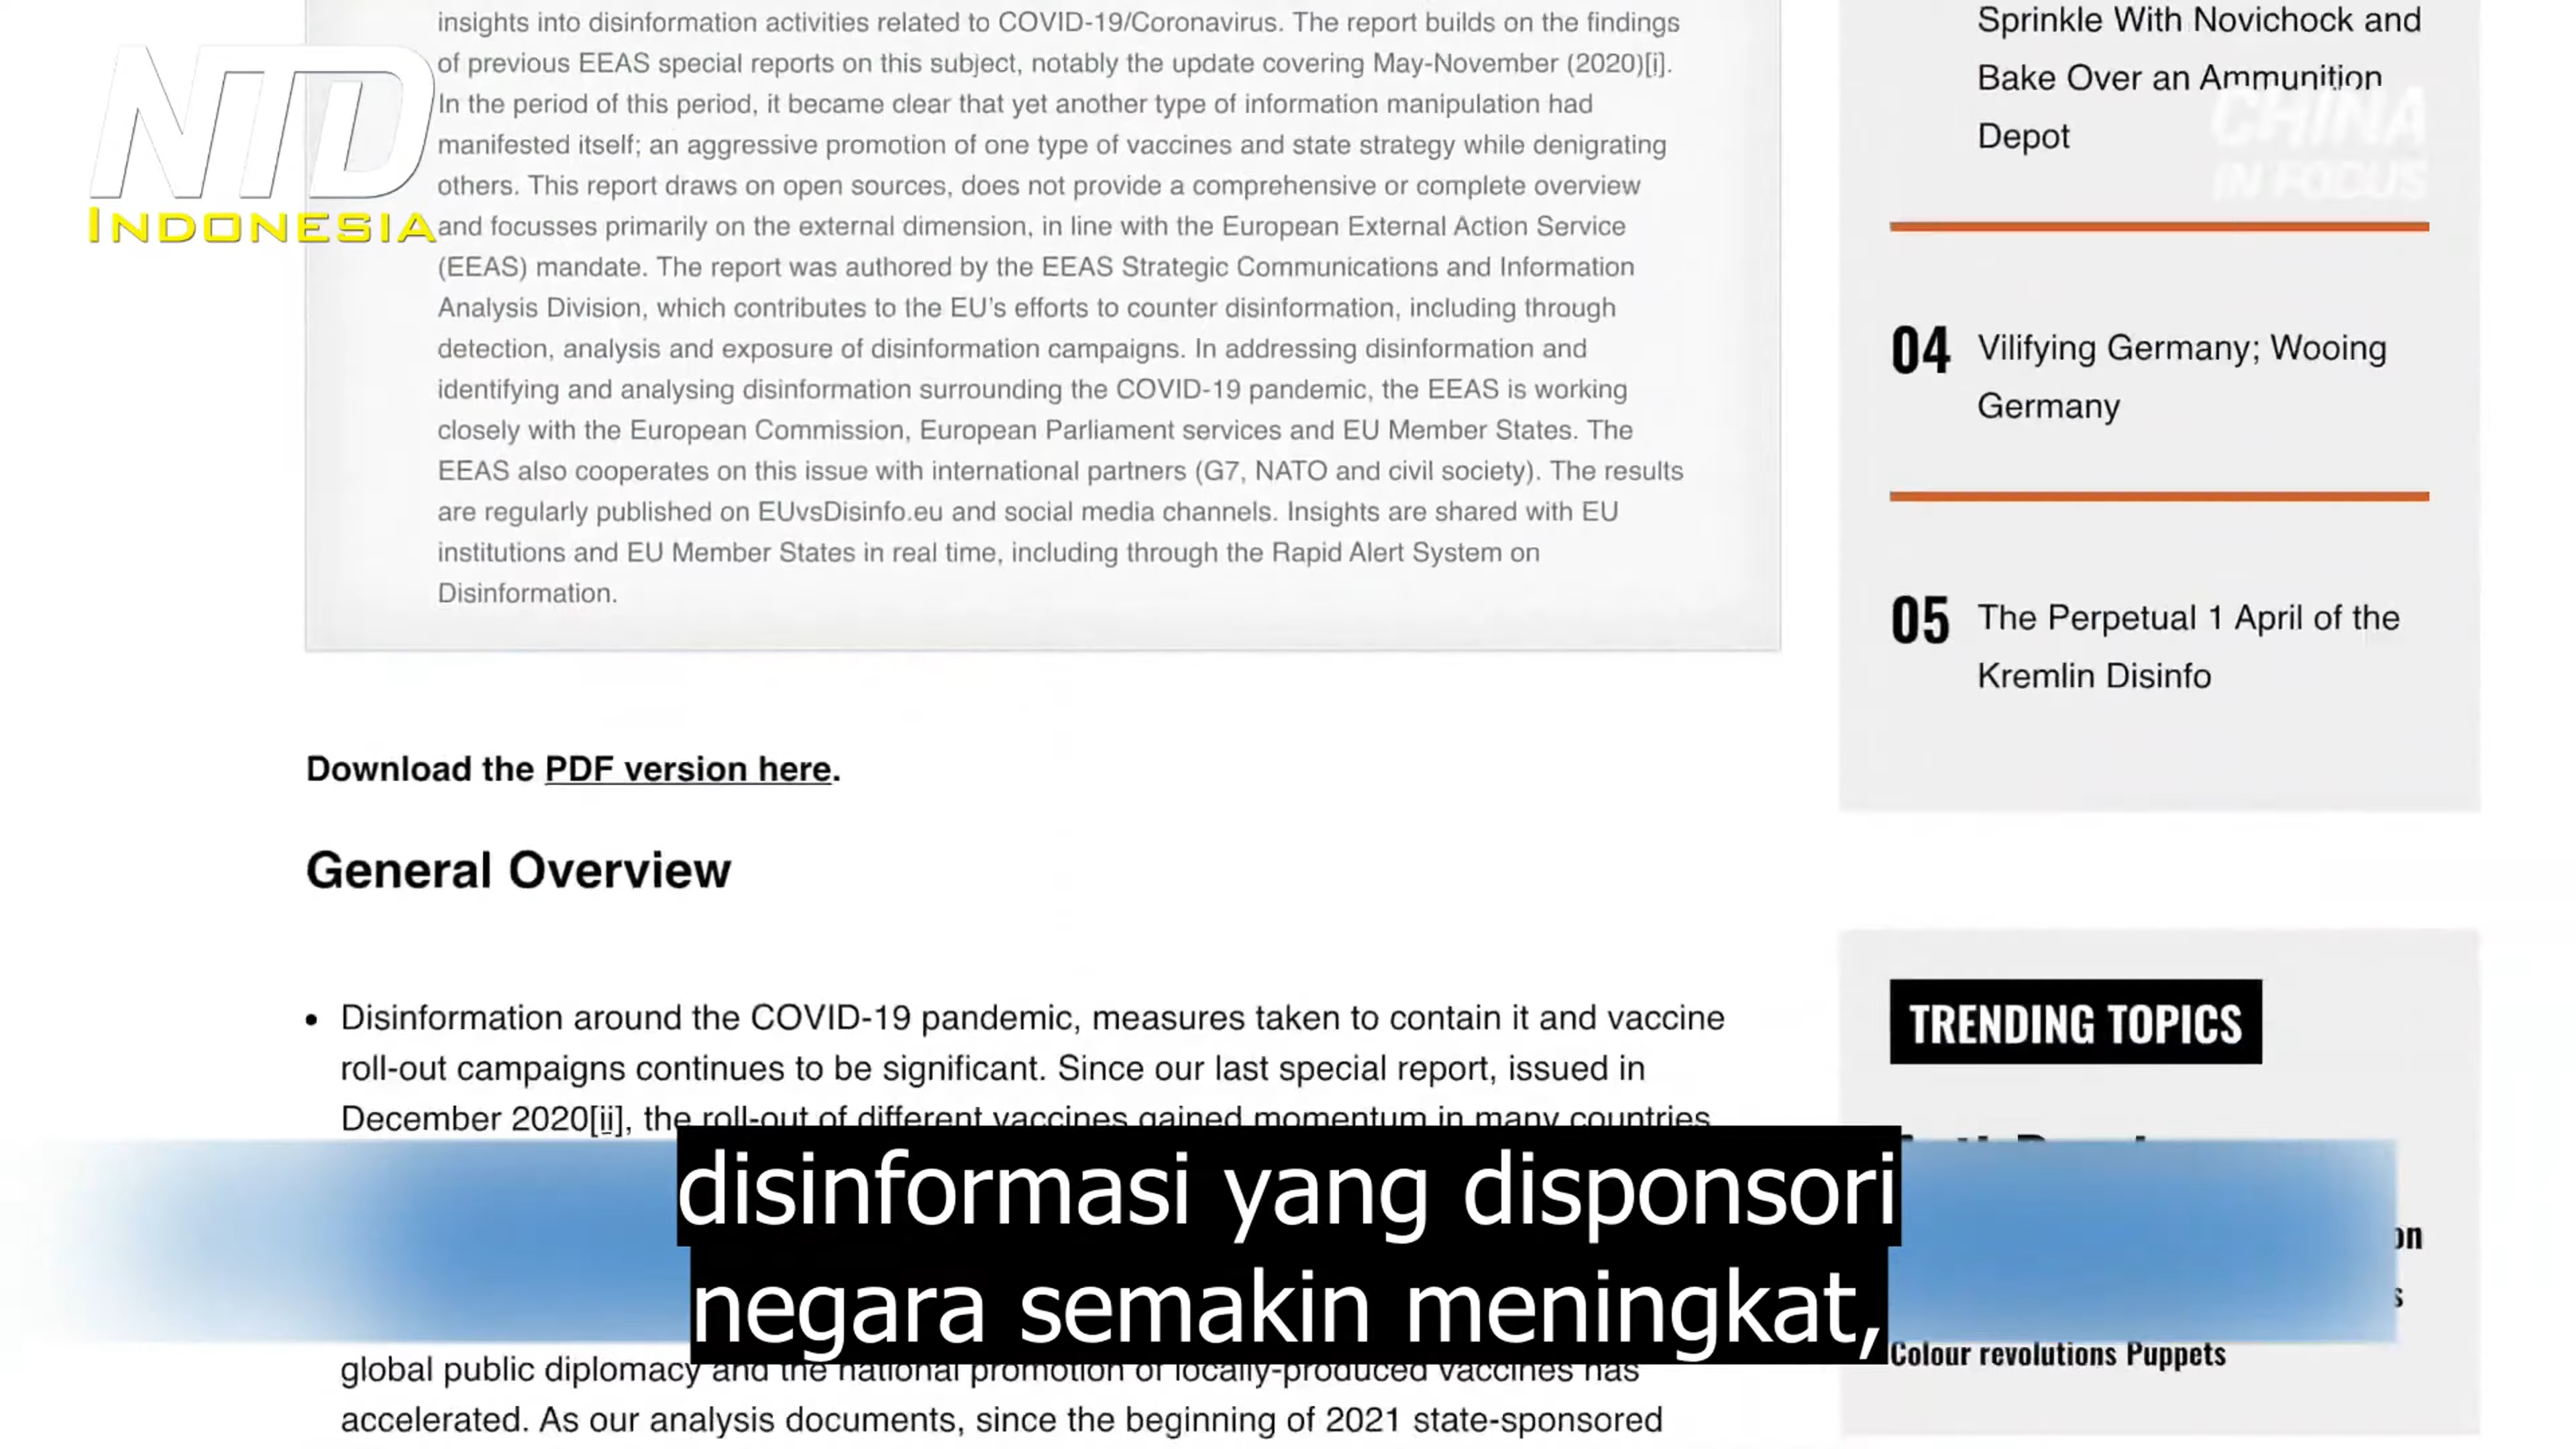 insights into disinformation activities related to COVID-19/Coronavirus. The report builds on the findings
of previous EEAS special reports on this subject, notably the update covering May-November (2020)[i].
In the period of this period, it became clear that yet another type of information manipulation had
manifested itself; an aggressive promotion of one type of vaccines and state strategy while denigrating
others. This report draws on open sources, does not provide a comprehensive or complete overview
and focusses primarily on the external dimension, in line with the European External Action Service
(EEAS) mandate. The report was authored by the EEAS Strategic Communications and Information
Analysis Division, which contributes to the EU's efforts to counter disinformation, including through
detection, analysis and exposure of disinformation campaigns. In addressing disinformation and
identifying and analysing disinformation surrounding the COVID-19 pandemic, the EEAS is working
closely with the European Commission, European Parliament services and EU Member States. The
EEAS also cooperates on this issue with international partners (G7, NATO and civil society). The results
are regularly published on EUvsDisinfo.eu and social media channels. Insights are shared with EU
institutions and EU Member States in real time, including through the Rapid Alert System on
Disinformation.
NTD
INDONESIA
Download the PDF version here.
General Overview
• Disinformation around the COVID-19 pandemic, measures taken to contain it and vaccine
roll-out campaigns continues to be significant. Since our last special report, issued in
December 2020[ii], the roll-out of different vaccines gained momentum in many countries
global public diplomacy and the national promotion of locally-produced vaccines has
accelerated. As our analysis documents, since the beginning of 2021 state-sponsored
disinformasi yang disponsori
negara semakin meningkat,
Sprinkle With Novichock and
Bake Over an Ammunition
Depot
CHINA
IN FOCUS
04 Vilifying Germany; Wooing
Germany
05 The Perpetual 1 April of the
Kremlin Disinfo
TRENDING TOPICS
Colour revolutions Puppets